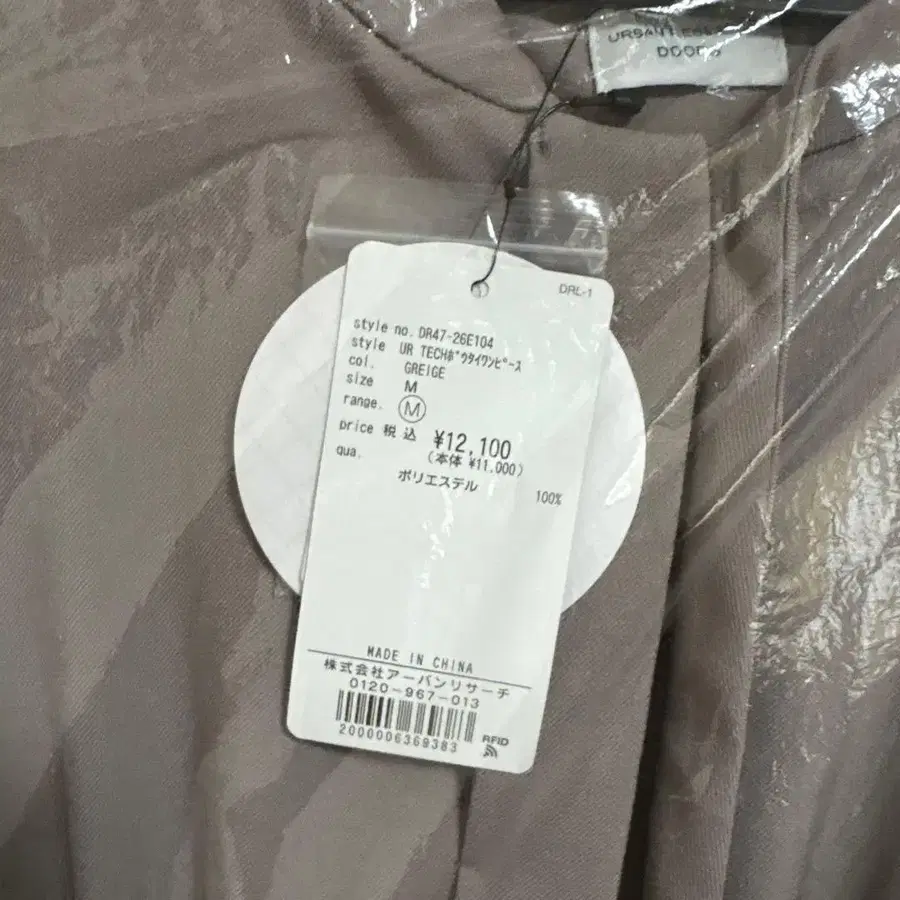 DOORS
DRL-1
style no. DR47-26E104
style UR TECHﾎﾞｳﾀｲﾜﾝﾋﾟｰｽ
col. GREIGE
size M
range. M
price 税込 ¥12,100
(本体 ¥11,000)
qua.
ポリエステル 100%
MADE IN CHINA
株式会社アーバンリサーチ
0120-967-013
2000006369383
RFID